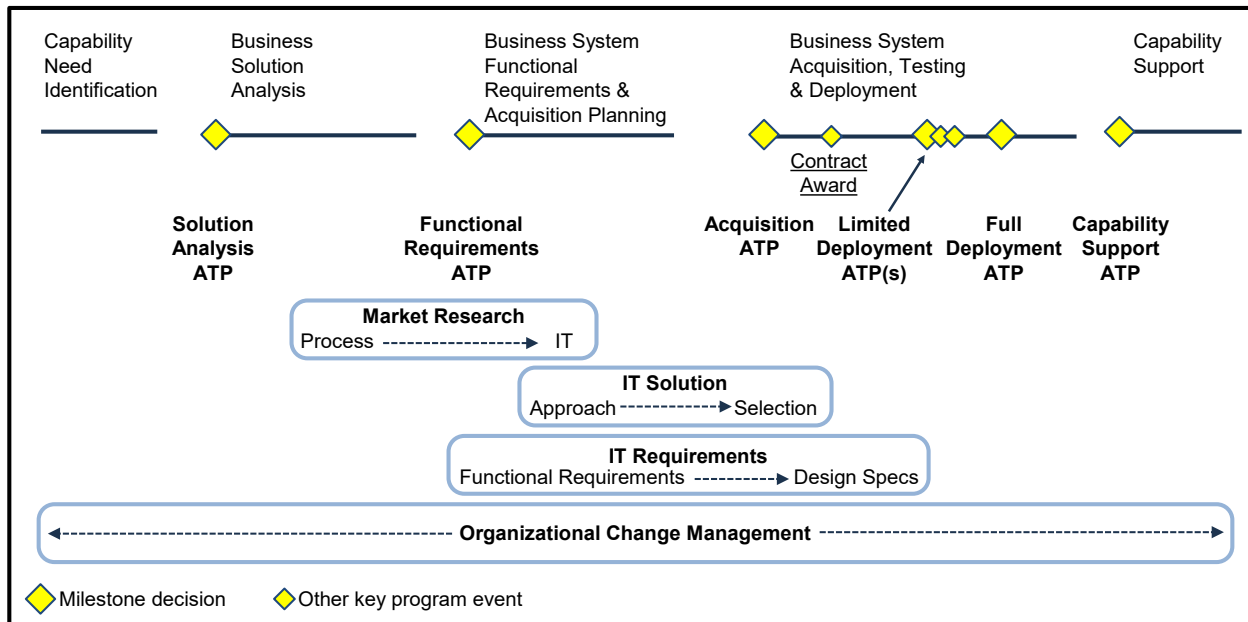 Capability
Need
Identification
Business
Solution
Analysis
Business System
Functional
Requirements &
Acquisition Planning
Business System
Acquisition, Testing
& Deployment
Capability
Support
Contract
Award
Solution
Analysis
ATP
Functional
Requirements
ATP
Acquisition
ATP
Limited
Deployment
ATP(s)
Full
Deployment
ATP
Capability
Support
ATP
Market Research
Process IT
IT Solution
Approach Selection
IT Requirements
Functional Requirements Design Specs
Organizational Change Management
Milestone decision Other key program event